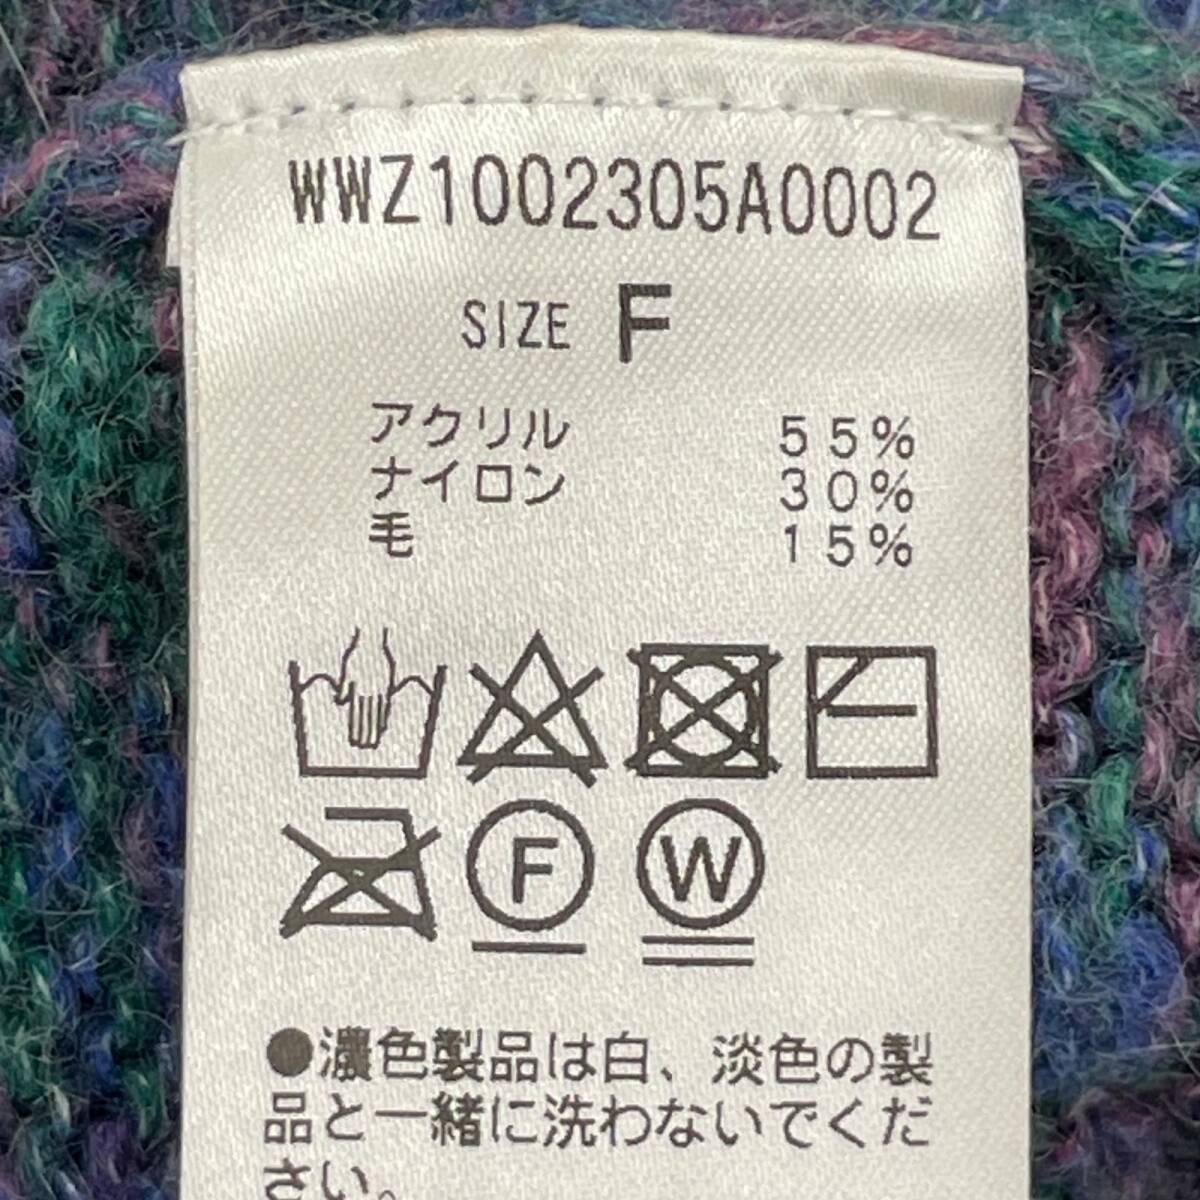 WWZ1002305A0002
SIZE F
アクリル 55%
ナイロン 30%
毛 15%
F W
●濃色製品は白、淡色の製
品と一緒に洗わないでくだ
さい。